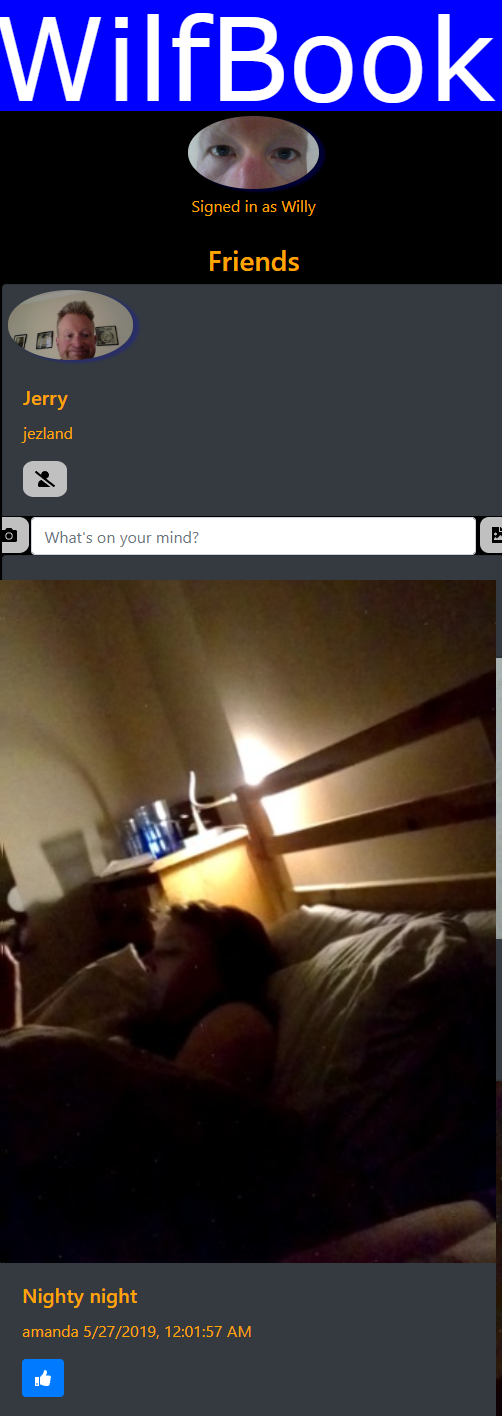 WilfBook
Signed in as Willy
Friends
Jerry
jezland
What's on your mind?
Nighty night
amanda 5/27/2019, 12:01:57 AM